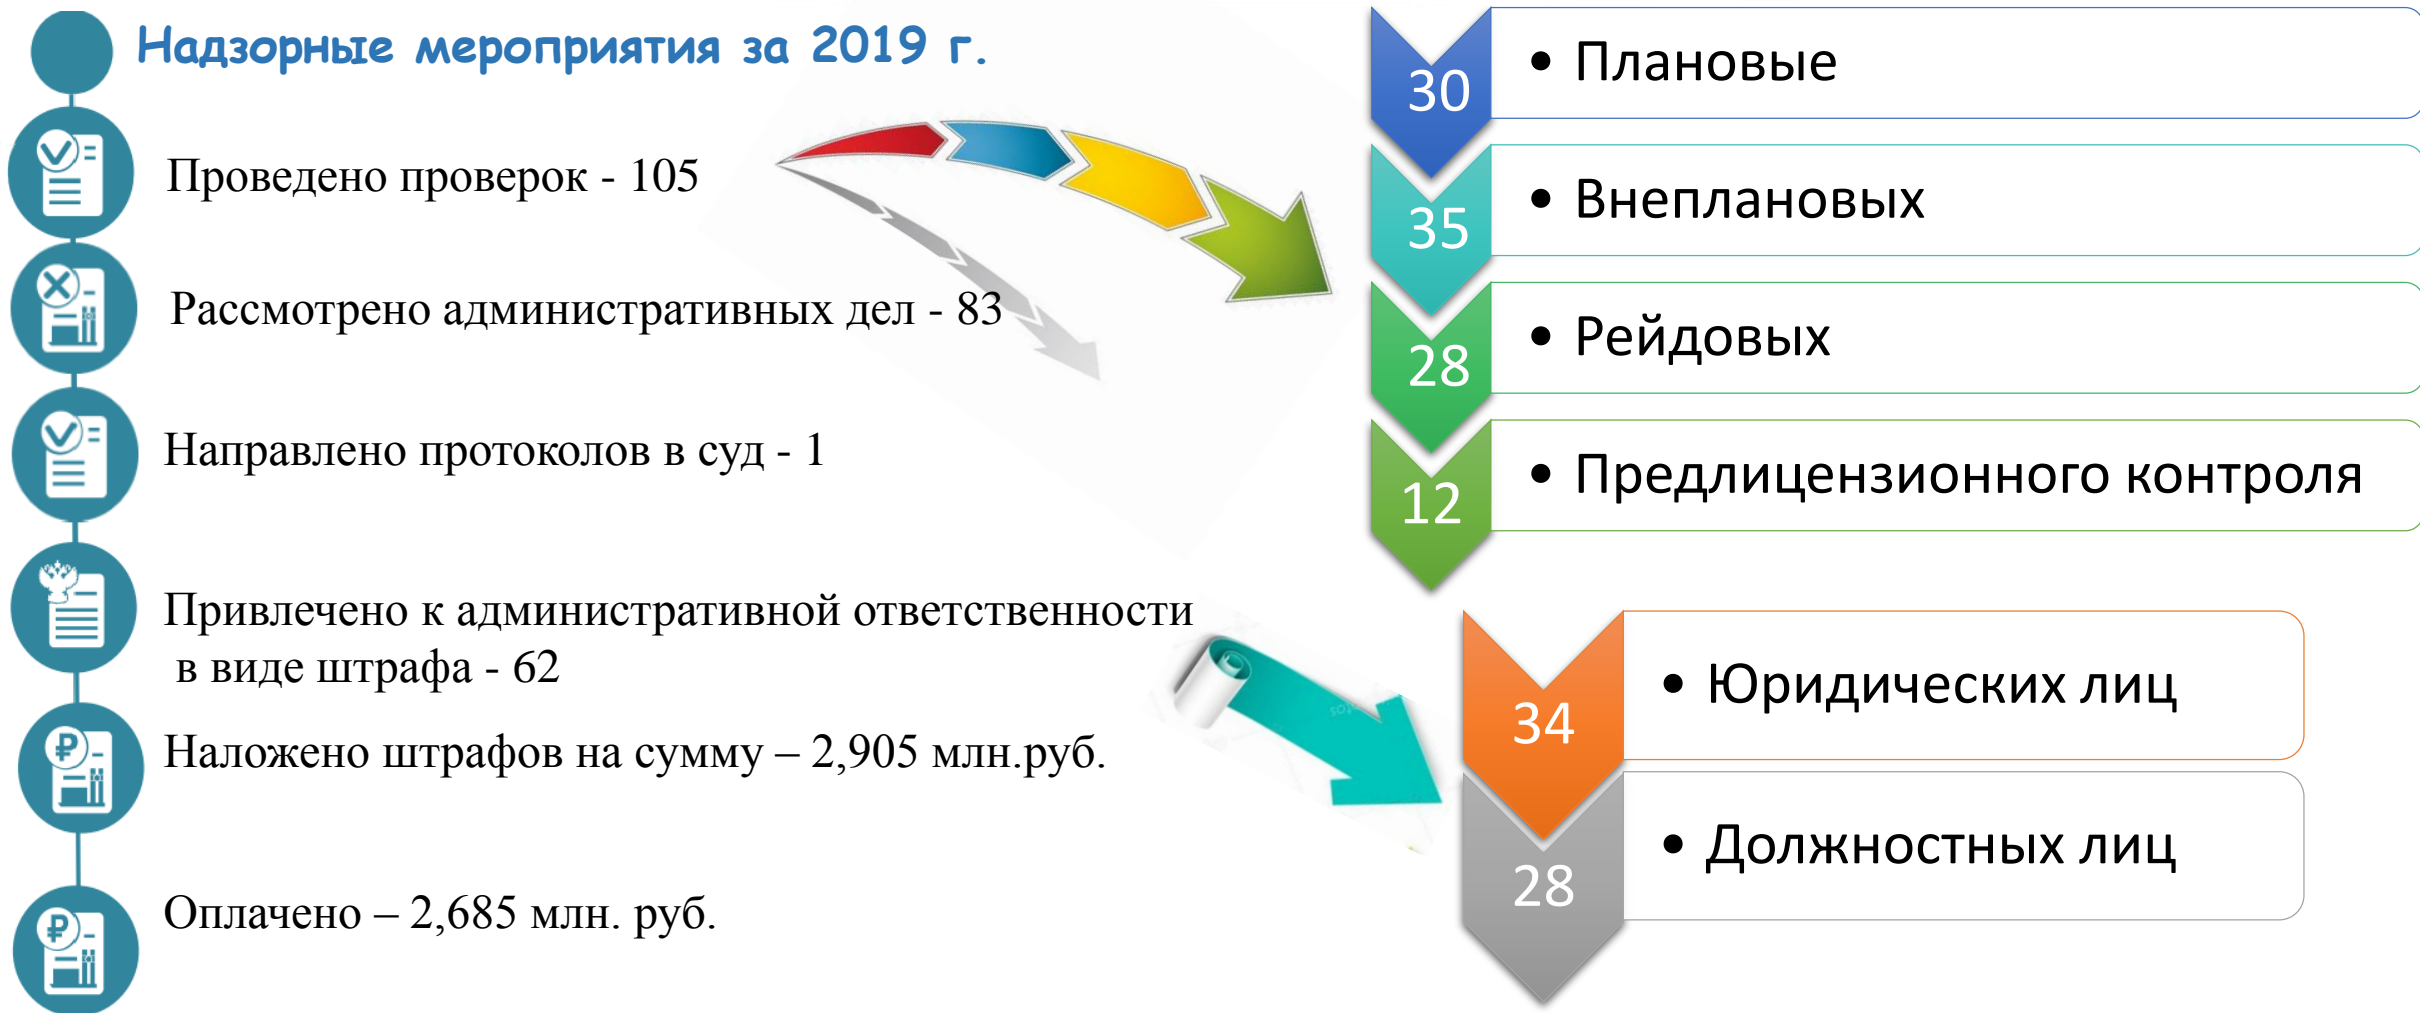 Надзорные мероприятия за 2019 г.
Проведено проверок - 105
Рассмотрено административных дел - 83
Направлено протоколов в суд - 1
Привлечено к административной ответственности
в виде штрафа - 62
Наложено штрафов на сумму – 2,905 млн.руб.
Оплачено – 2,685 млн. руб.
30
• Плановые
35
• Внеплановых
28
• Рейдовых
12
• Предлицензионного контроля
34
• Юридических лиц
28
• Должностных лиц